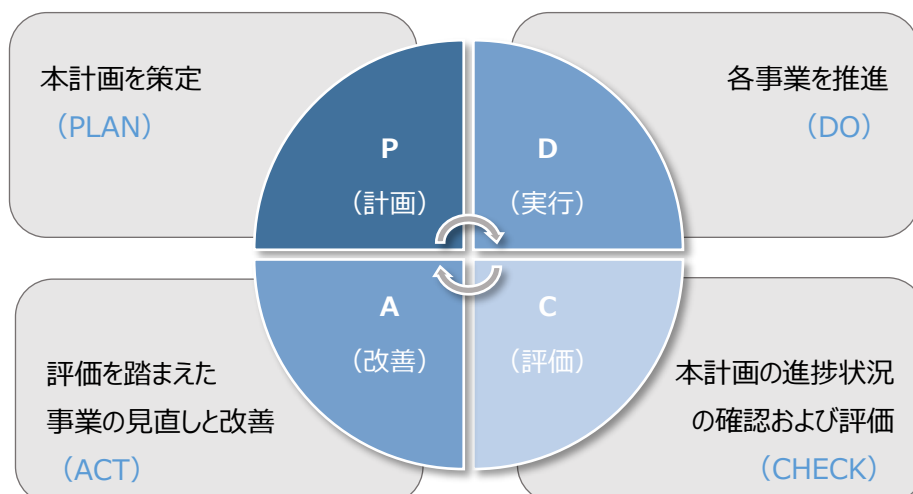 本計画を策定
（PLAN）
各事業を推進
（DO）
P
（計画）
D
（実行）
A
（改善）
C
（評価）
評価を踏まえた
事業の見直しと改善
（ACT）
本計画の進捗状況
の確認および評価
（CHECK）